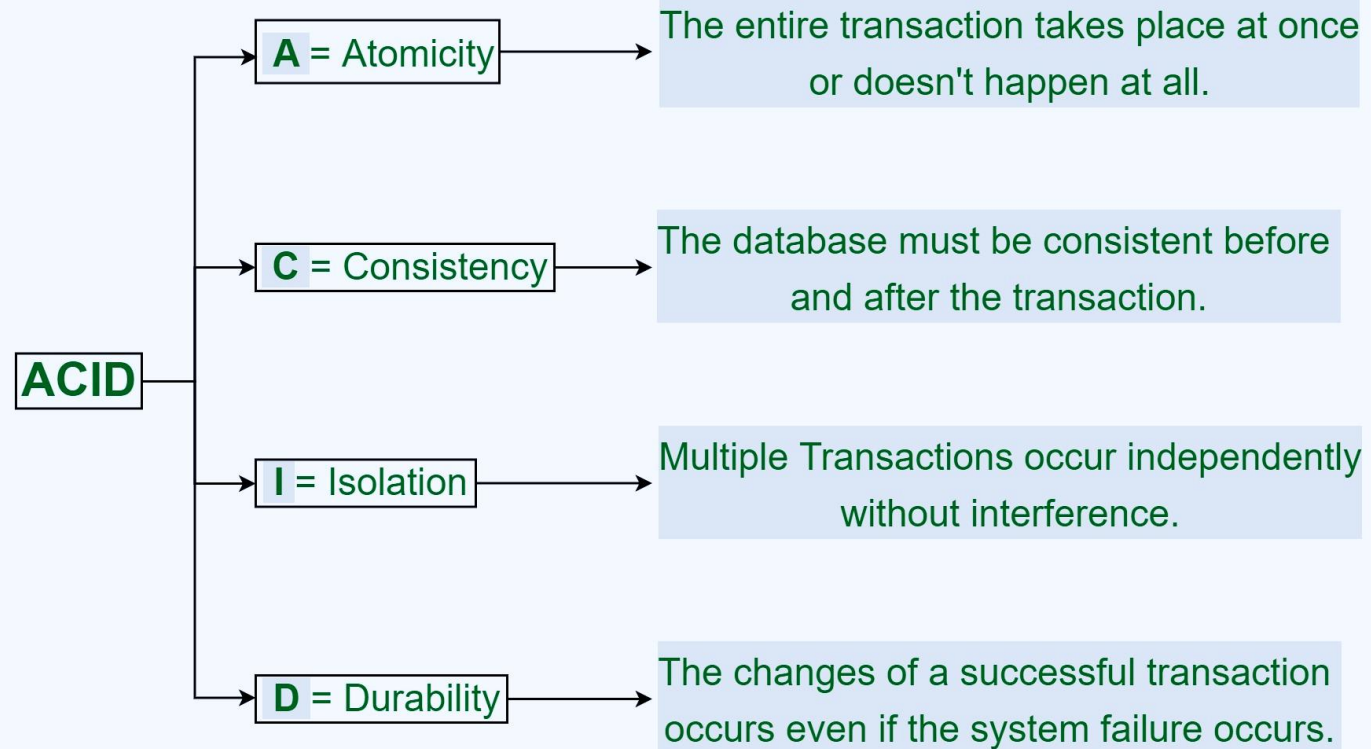 A = Atomicity
The entire transaction takes place at once
or doesn't happen at all.
C = Consistency
The database must be consistent before
and after the transaction.
ACID
I = Isolation
Multiple Transactions occur independently
without interference.
D = Durability
The changes of a successful transaction
occurs even if the system failure occurs.